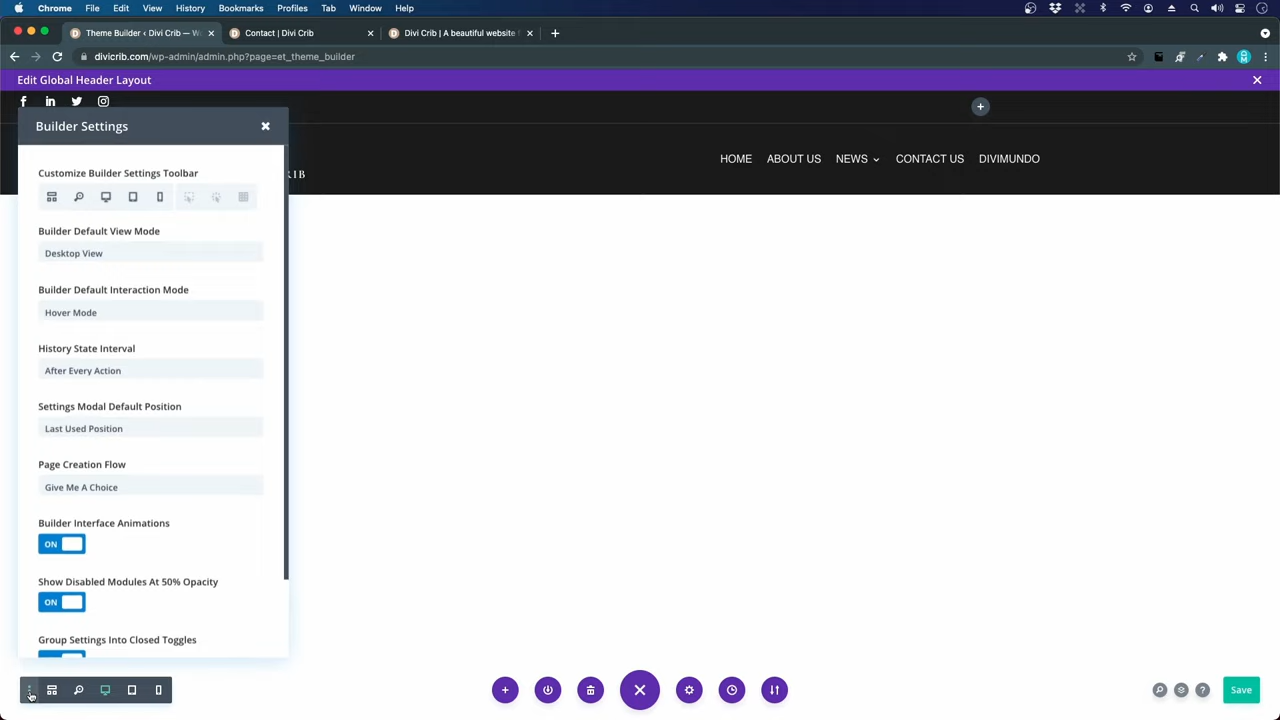 Chrome File Edit View History Bookmarks Profiles Tab Window Help
Theme Builder ‹ Divi Crib — W
Contact | Divi Crib
Divi Crib | A beautiful website
divicrib.com/wp-admin/admin.php?page=et_theme_builder
Edit Global Header Layout
HOME ABOUT US NEWS CONTACT US DIVIMUNDO
RIB
Builder Settings
Customize Builder Settings Toolbar
Builder Default View Mode
Desktop View
Builder Default Interaction Mode
Hover Mode
History State Interval
After Every Action
Settings Modal Default Position
Last Used Position
Page Creation Flow
Give Me A Choice
Builder Interface Animations
ON
Show Disabled Modules At 50% Opacity
ON
Group Settings Into Closed Toggles
Save